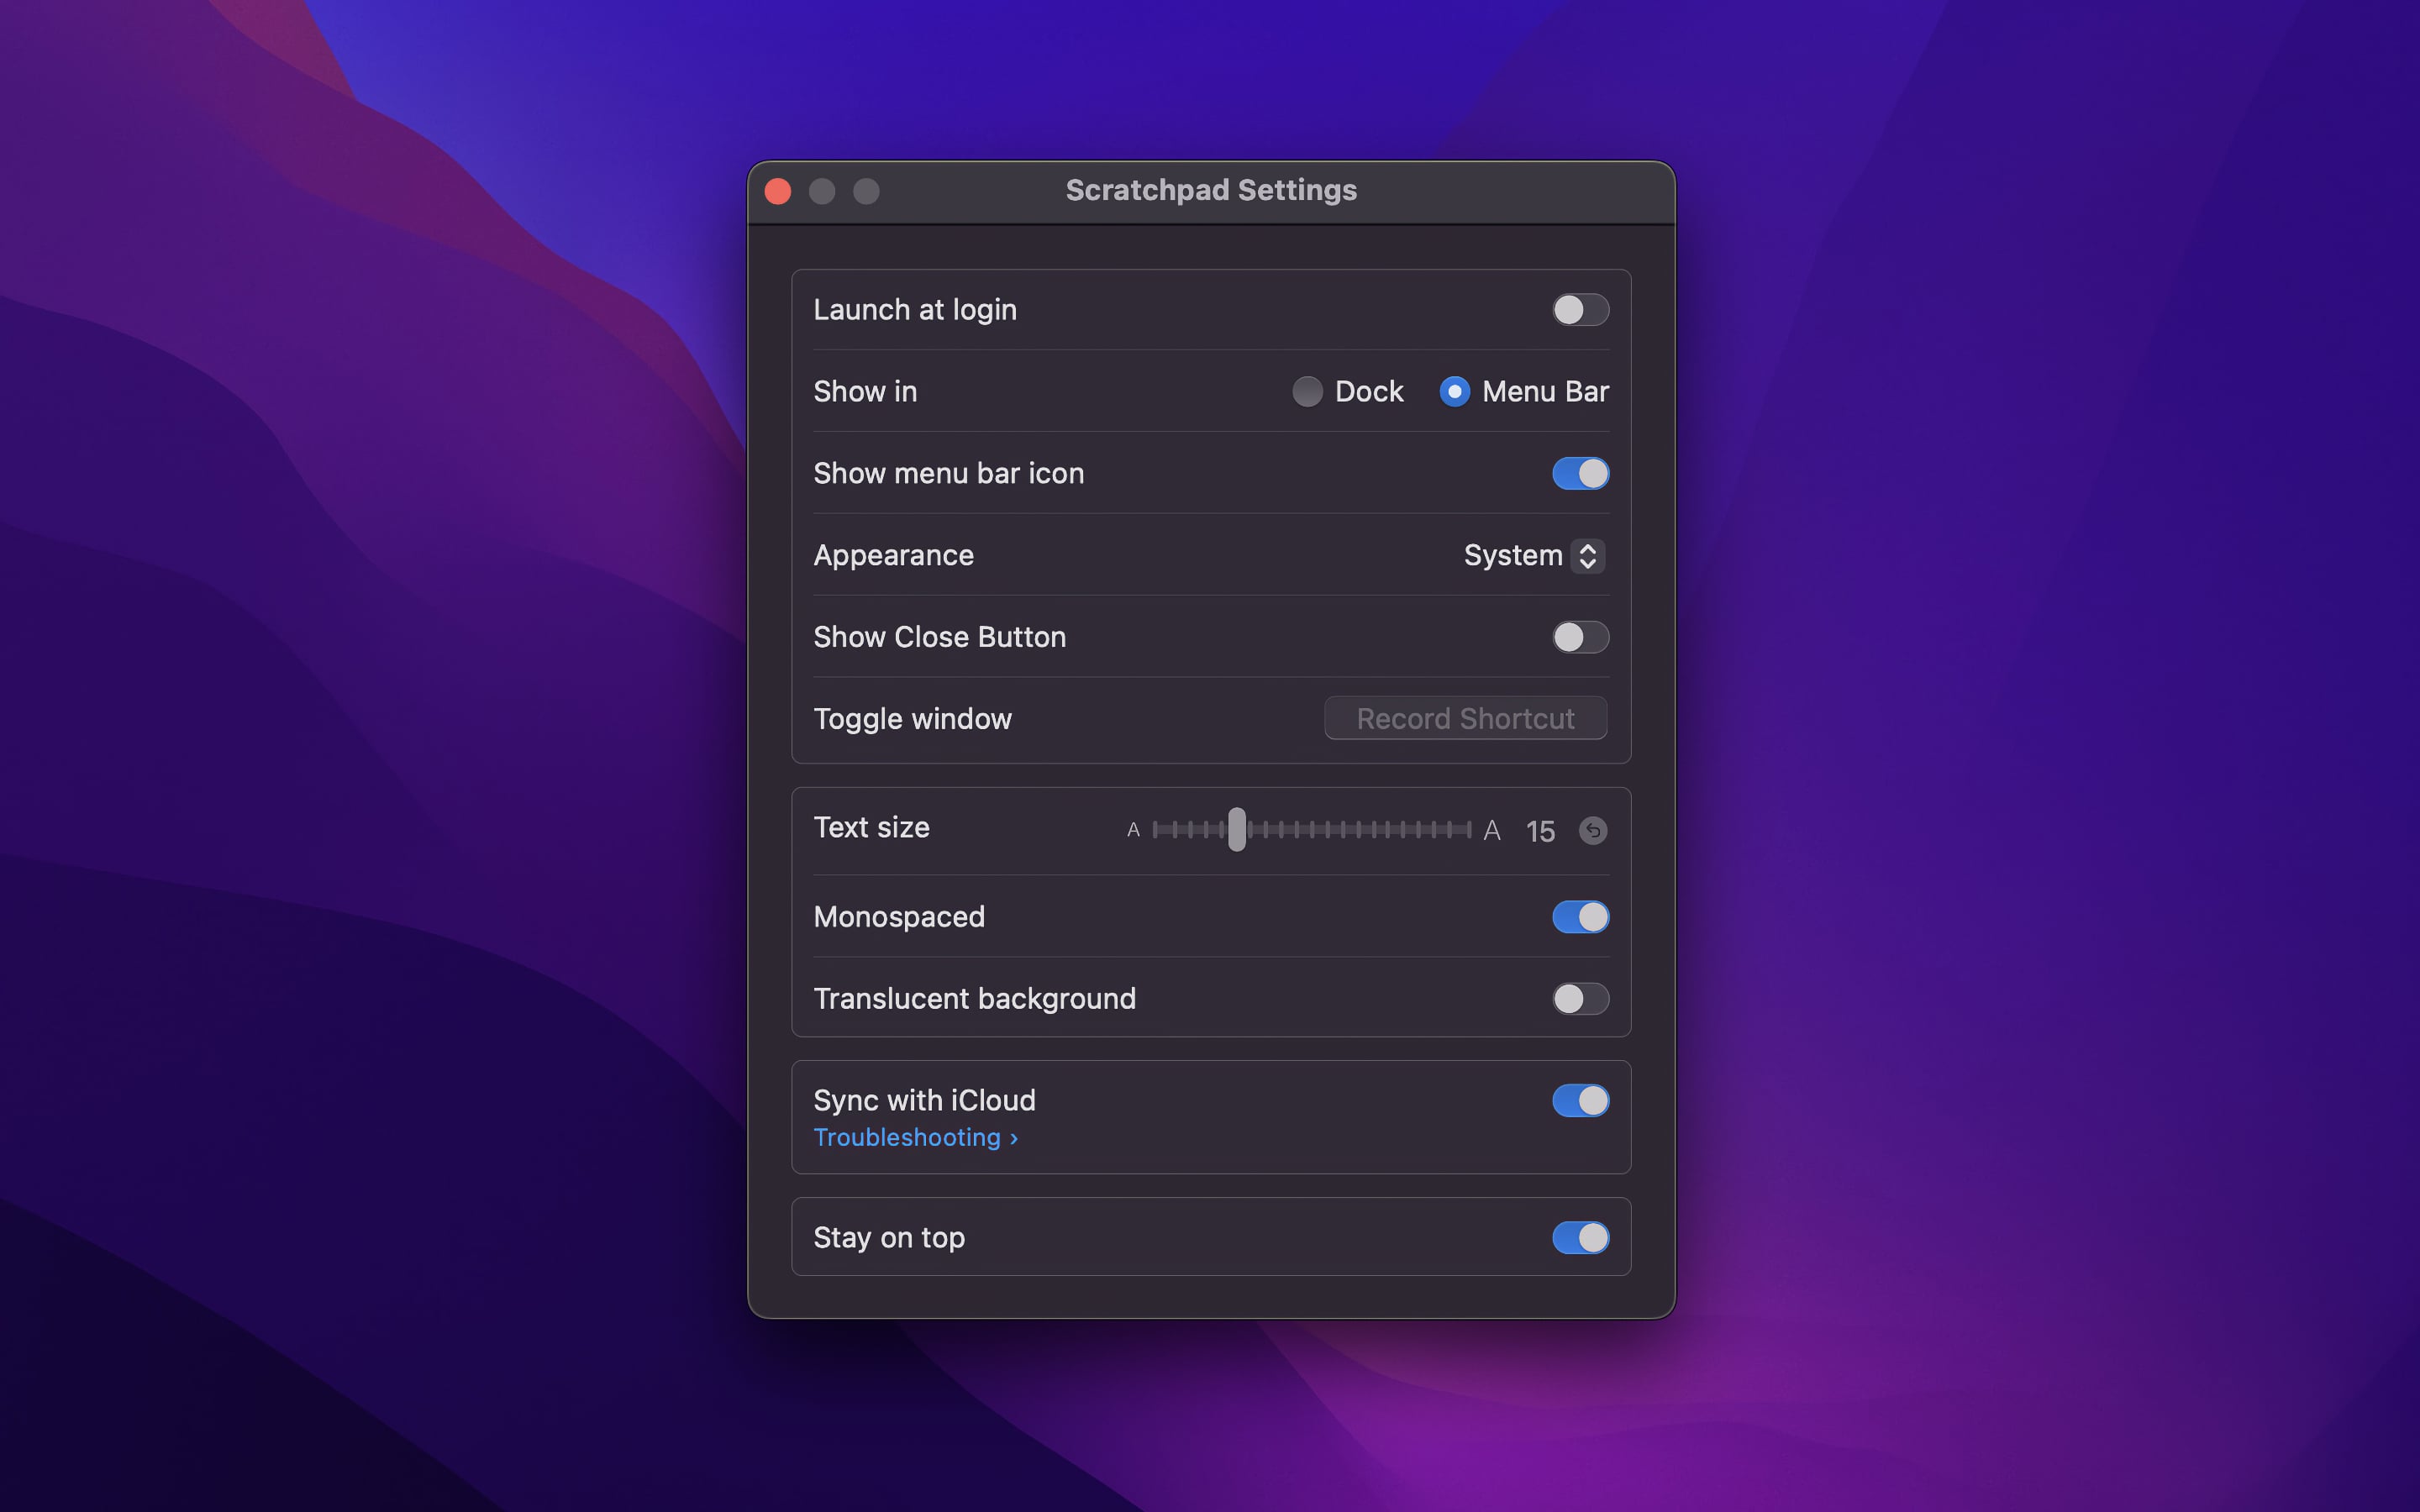 Scratchpad Settings
Launch at login
Show in Dock Menu Bar
Show menu bar icon
Appearance System
Show Close Button
Toggle window Record Shortcut
Text size A A 15
Monospaced
Translucent background
Sync with iCloud
Troubleshooting ›
Stay on top